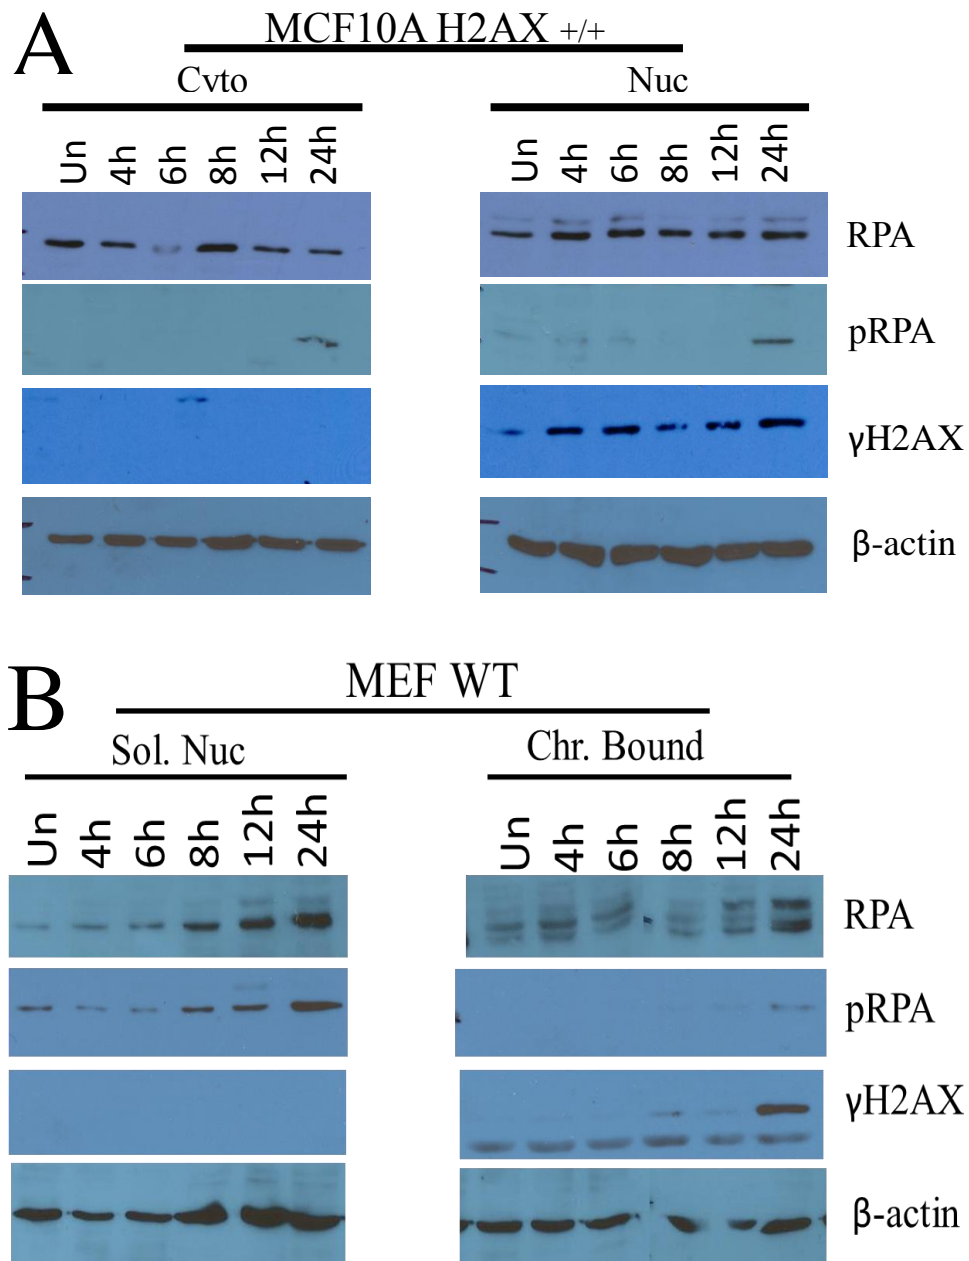 A
MCF10A H2AX +/+
Cyto Nuc
Un 4h 6h 8h 12h 24h Un 4h 6h 8h 12h 24h
RPA
pRPA
γH2AX
β-actin
B
MEF WT
Sol. Nuc Chr. Bound
Un 4h 6h 8h 12h 24h Un 4h 6h 8h 12h 24h
RPA
pRPA
γH2AX
β-actin